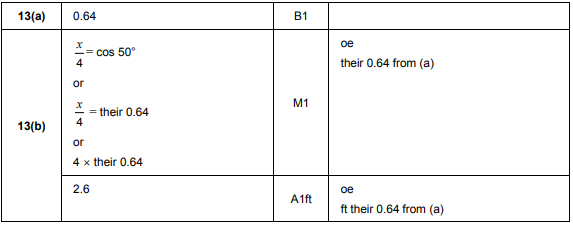 13(a) 0.64 B1
13(b)
x/4 = cos 50°
or
x/4 = their 0.64
or
4 × their 0.64
M1
oe
their 0.64 from (a)
2.6
A1ft
oe
ft their 0.64 from (a)